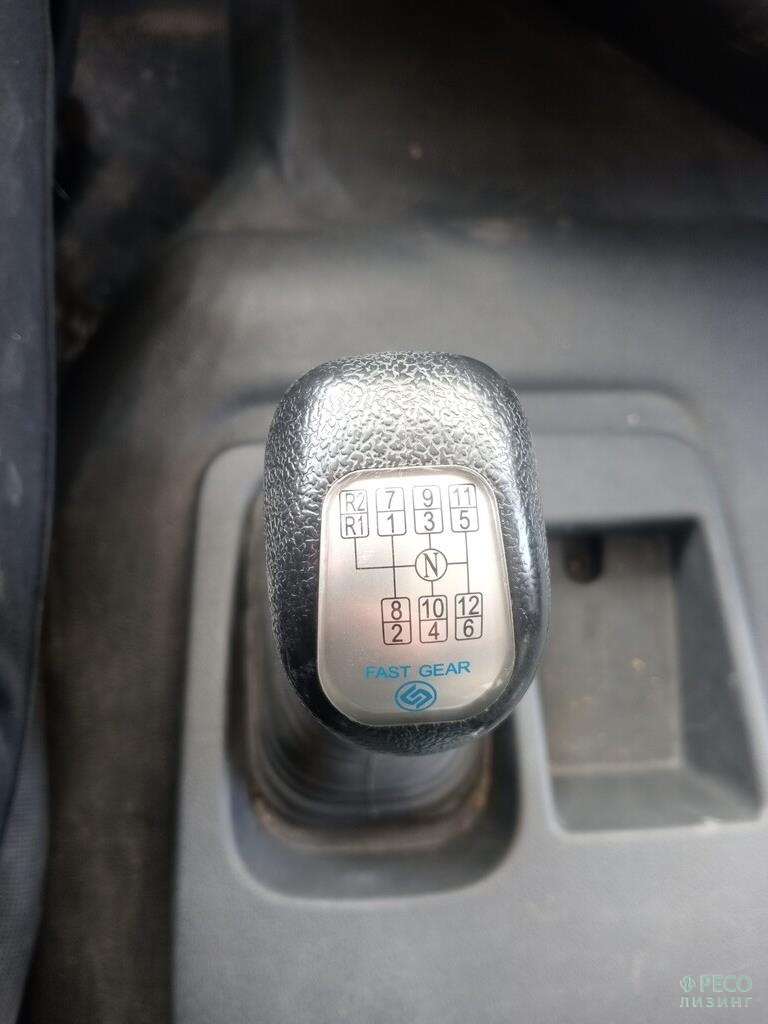 R2 7 9 11
R1 1 3 5
N
8 10 12
2 4 6
FAST GEAR
РЕСО
ЛИЗИНГ